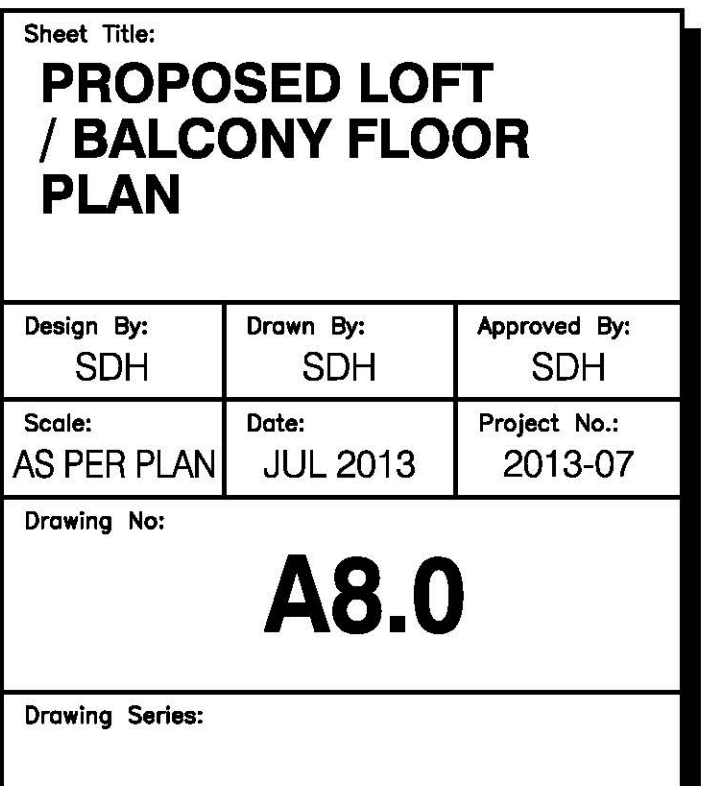 Sheet Title:
PROPOSED LOFT
/ BALCONY FLOOR
PLAN
Design By:
SDH
Drawn By:
SDH
Approved By:
SDH
Scale:
AS PER PLAN
Date:
JUL 2013
Project No.:
2013-07
Drawing No:
A8.0
Drawing Series: